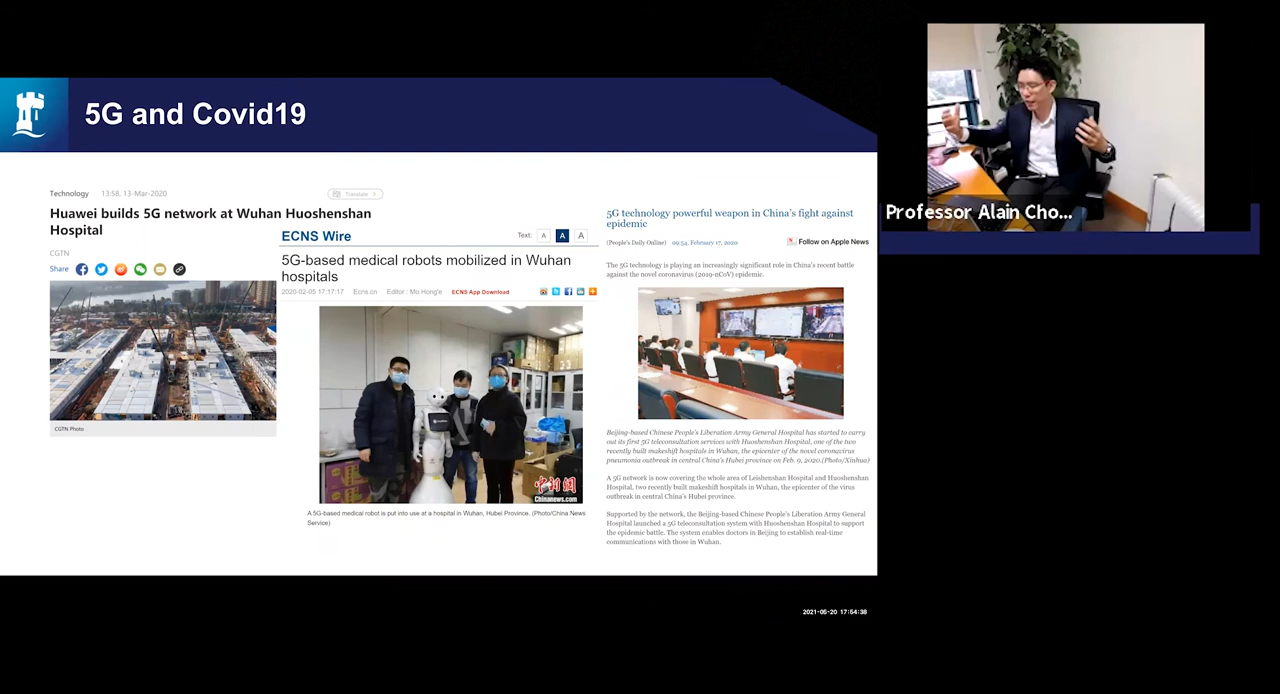 5G and Covid19
Technology 13:58, 13-Mar-2020
Translate
Huawei builds 5G network at Wuhan Huoshenshan
Hospital
CGTN
Share
CGTN Photo
ECNS Wire
Text: A A A
5G-based medical robots mobilized in Wuhan
hospitals
2020-02-05 17:17:17 Ecns.cn Editor : Mo Hong'e ECNS App Download
中新网
Chinanews.com
A 5G-based medical robot is put into use at a hospital in Wuhan, Hubei Province. (Photo/China News
Service)
5G technology powerful weapon in China's fight against
epidemic
(People's Daily Online) 09:34, February 17, 2020
Follow on Apple News
The 5G technology is playing an increasingly significant role in China's recent battle
against the novel coronavirus (2019-nCoV) epidemic.
Beijing-based Chinese People's Liberation Army General Hospital has started to carry
out its first 5G teleconsultation services with Huoshenshan Hospital, one of the two
recently built makeshift hospitals in Wuhan, the epicenter of the novel coronavirus
pneumonia outbreak in central China's Hubei province on Feb. 9, 2020.(Photo/Xinhua)
A 5G network is now covering the whole area of Leishenshan Hospital and Huoshenshan
Hospital, two recently built makeshift hospitals in Wuhan, the epicenter of the virus
outbreak in central China's Hubei province.
Supported by the network, the Beijing-based Chinese People's Liberation Army General
Hospital launched a 5G teleconsultation system with Huoshenshan Hospital to support
the epidemic battle. The system enables doctors in Beijing to establish real-time
communications with those in Wuhan.
Professor Alain Cho...
2021-05-20 17:54:38